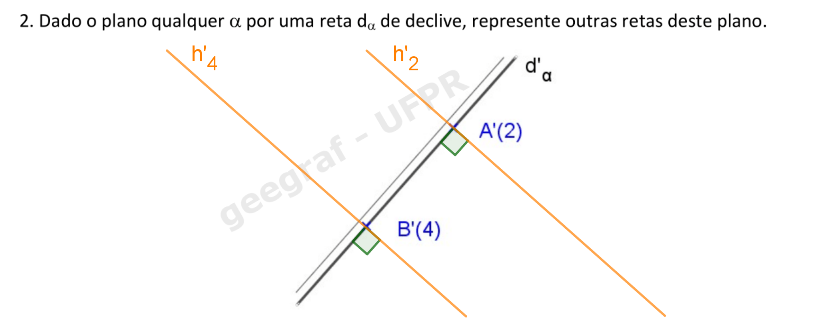 2. Dado o plano qualquer α por uma reta dα de declive, represente outras retas deste plano.
h'4
h'2
d'α
A'(2)
geegraf - UFPR
B'(4)